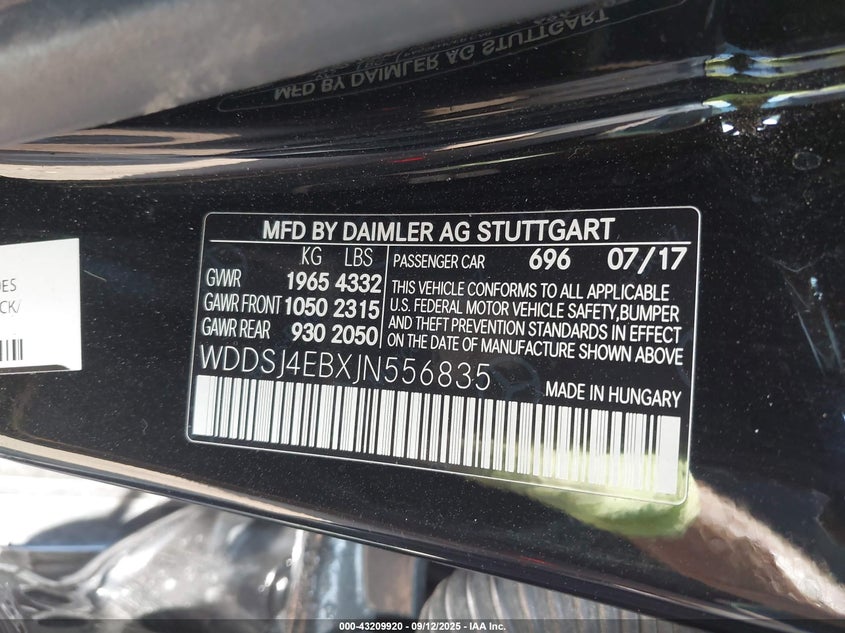 MFD BY DAIMLER AG STUTTGART
MFD BY DAIMLER AG STUTTGART
KG LBS
GVWR 1965 4332
GAWR FRONT 1050 2315
GAWR REAR 930 2050
PASSENGER CAR 696 07/17
THIS VEHICLE CONFORMS TO ALL APPLICABLE
U.S. FEDERAL MOTOR VEHICLE SAFETY,BUMPER
AND THEFT PREVENTION STANDARDS IN EFFECT
ON THE DATE OF MANUFACTURE SHOWN ABOVE
WDDSJ4EBXJN556835
MADE IN HUNGARY
CK/
000-43209920 - 09/12/2025 - IAA Inc.